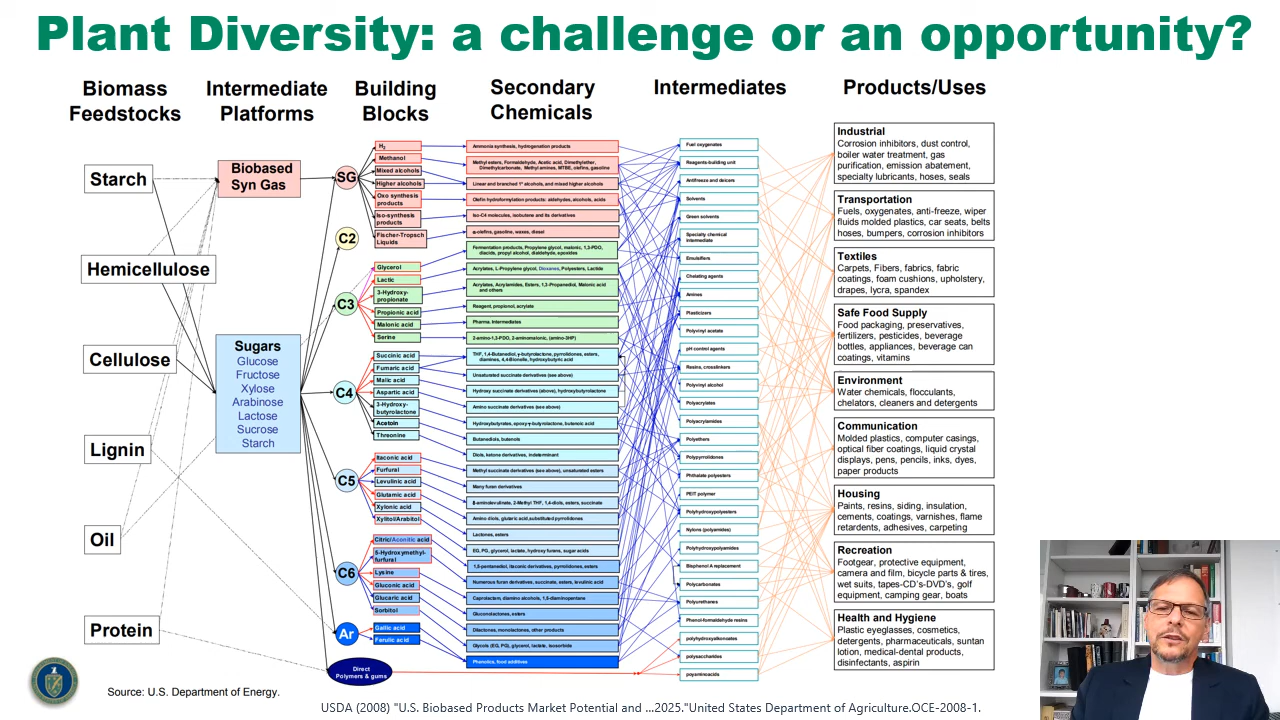 Plant Diversity: a challenge or an opportunity?
Biomass
Feedstocks
Intermediate
Platforms
Building
Blocks
Secondary
Chemicals
Intermediates
Products/Uses
Starch
Hemicellulose
Cellulose
Lignin
Oil
Protein
Biobased
Syn Gas
Sugars
Glucose
Fructose
Xylose
Arabinose
Lactose
Sucrose
Starch
SG
C2
C3
C4
C5
C6
Ar
Direct
Polymers & gums
H2
Methanol
Mixed alcohols
Higher alcohols
Oxo synthesis
products
Iso-synthesis
products
Fischer-Tropsch
Liquids
Glycerol
Lactic
3-Hydroxy-
propionate
Propionic acid
Malonic acid
Serine
Succinic acid
Fumaric acid
Malic acid
Aspartic acid
3-Hydroxy-
butyrolactone
Acetoin
Threonine
Itaconic acid
Furfural
Levulinic acid
Glutamic acid
Xylonic acid
Xylitol/Arabitol
Citric/Aconitic acid
5-Hydroxymethyl-
furfural
Lysine
Gluconic acid
Glucaric acid
Sorbitol
Gallic acid
Ferulic acid
Ammonia synthesis, hydrogenation products
Methyl esters, Formaldehyde, Acetic acid, Dimethylether,
Dimethylcarbonate, Methyl amines, MTBE, olefins, gasoline
Linear and branched 1° alcohols, and mixed higher alcohols
Olefin hydroformylation products: aldehydes, alcohols, acids
Iso-C4 molecules, isobutene and its derivatives
α-olefins, gasoline, waxes, diesel
Fermentation products, Propylene glycol, malonic, 1,3-PDO,
diacids, propyl alcohol, dialdehyde, epoxides
Acrylates, L-Propylene glycol, Dioxanes, Polyesters, Lactide
Acrylates, Acrylamides, Esters, 1,3-Propanediol, Malonic acid
and others
Reagent, propionol, acrylate
Pharma. Intermediates
2-amino-1,3-PDO, 2-aminomalonic, (amino-3HP)
THF, 1,4-Butanediol, γ-butyrolactone, pyrrolidones, esters,
diamines, 4,4-Bionelle, hydroxybutyric acid
Unsaturated succinate derivatives (see above)
Hydroxy succinate derivatives (above), hydroxybutyrolactone
Amino succinate derivatives (see above)
Hydroxybutyrates, epoxy-γ-butyrolactone, butenoic acid
Butanediols, butenols
Diols, ketone derivatives, indeterminant
Methyl succinate derivatives (see above), unsaturated esters
Many furan derivatives
δ-aminolevulinate, 2-Methyl THF, 1,4-diols, esters, succinate
Amino diols, glutaric acid, substituted pyrrolidones
Lactones, esters
EG, PG, glycerol, lactate, hydroxy furans, sugar acids
1,5-pentanediol, itaconic derivatives, pyrrolidones, esters
Numerous furan derivatives, succinate, esters, levulinic acid
Caprolactam, diamino alcohols, 1,5-diaminopentane
Gluconolactones, esters
Dilactones, monolactones, other products
Glycols (EG, PG), glycerol, lactate, isosorbide
Phenolics, food additives
Fuel oxygenates
Reagents-building unit
Antifreeze and deicers
Solvents
Green solvents
Specialty chemical
intermediate
Emulsifiers
Chelating agents
Amines
Plasticizers
Polyvinyl acetate
pH control agents
Resins, crosslinkers
Polyvinyl alcohol
Polyacrylates
Polyacrylamides
Polyethers
Polypyrrolidones
Phthalate polyesters
PEIT polymer
Polyhydroxypolyesters
Nylons (polyamides)
Polyhydroxypolyamides
Bisphenol A replacement
Polycarbonates
Polyurethanes
Phenol-formaldehyde resins
polyhydroxyalkonoates
polysaccharides
poyaminoacids
Industrial
Corrosion inhibitors, dust control,
boiler water treatment, gas
purification, emission abatement,
specialty lubricants, hoses, seals
Transportation
Fuels, oxygenates, anti-freeze, wiper
fluids molded plastics, car seats, belts
hoses, bumpers, corrosion inhibitors
Textiles
Carpets, Fibers, fabrics, fabric
coatings, foam cushions, upholstery,
drapes, lycra, spandex
Safe Food Supply
Food packaging, preservatives,
fertilizers, pesticides, beverage
bottles, appliances, beverage can
coatings, vitamins
Environment
Water chemicals, flocculants,
chelators, cleaners and detergents
Communication
Molded plastics, computer casings,
optical fiber coatings, liquid crystal
displays, pens, pencils, inks, dyes,
paper products
Housing
Paints, resins, siding, insulation,
cements, coatings, varnishes, flame
retardents, adhesives, carpeting
Recreation
Footgear, protective equipment,
camera and film, bicycle parts & tires,
wet suits, tapes-CD's-DVD's, golf
equipment, camping gear, boats
Health and Hygiene
Plastic eyeglasses, cosmetics,
detergents, pharmaceuticals, suntan
lotion, medical-dental products,
disinfectants, aspirin
Source: U.S. Department of Energy.
USDA (2008) "U.S. Biobased Products Market Potential and ...2025."United States Department of Agriculture.OCE-2008-1.